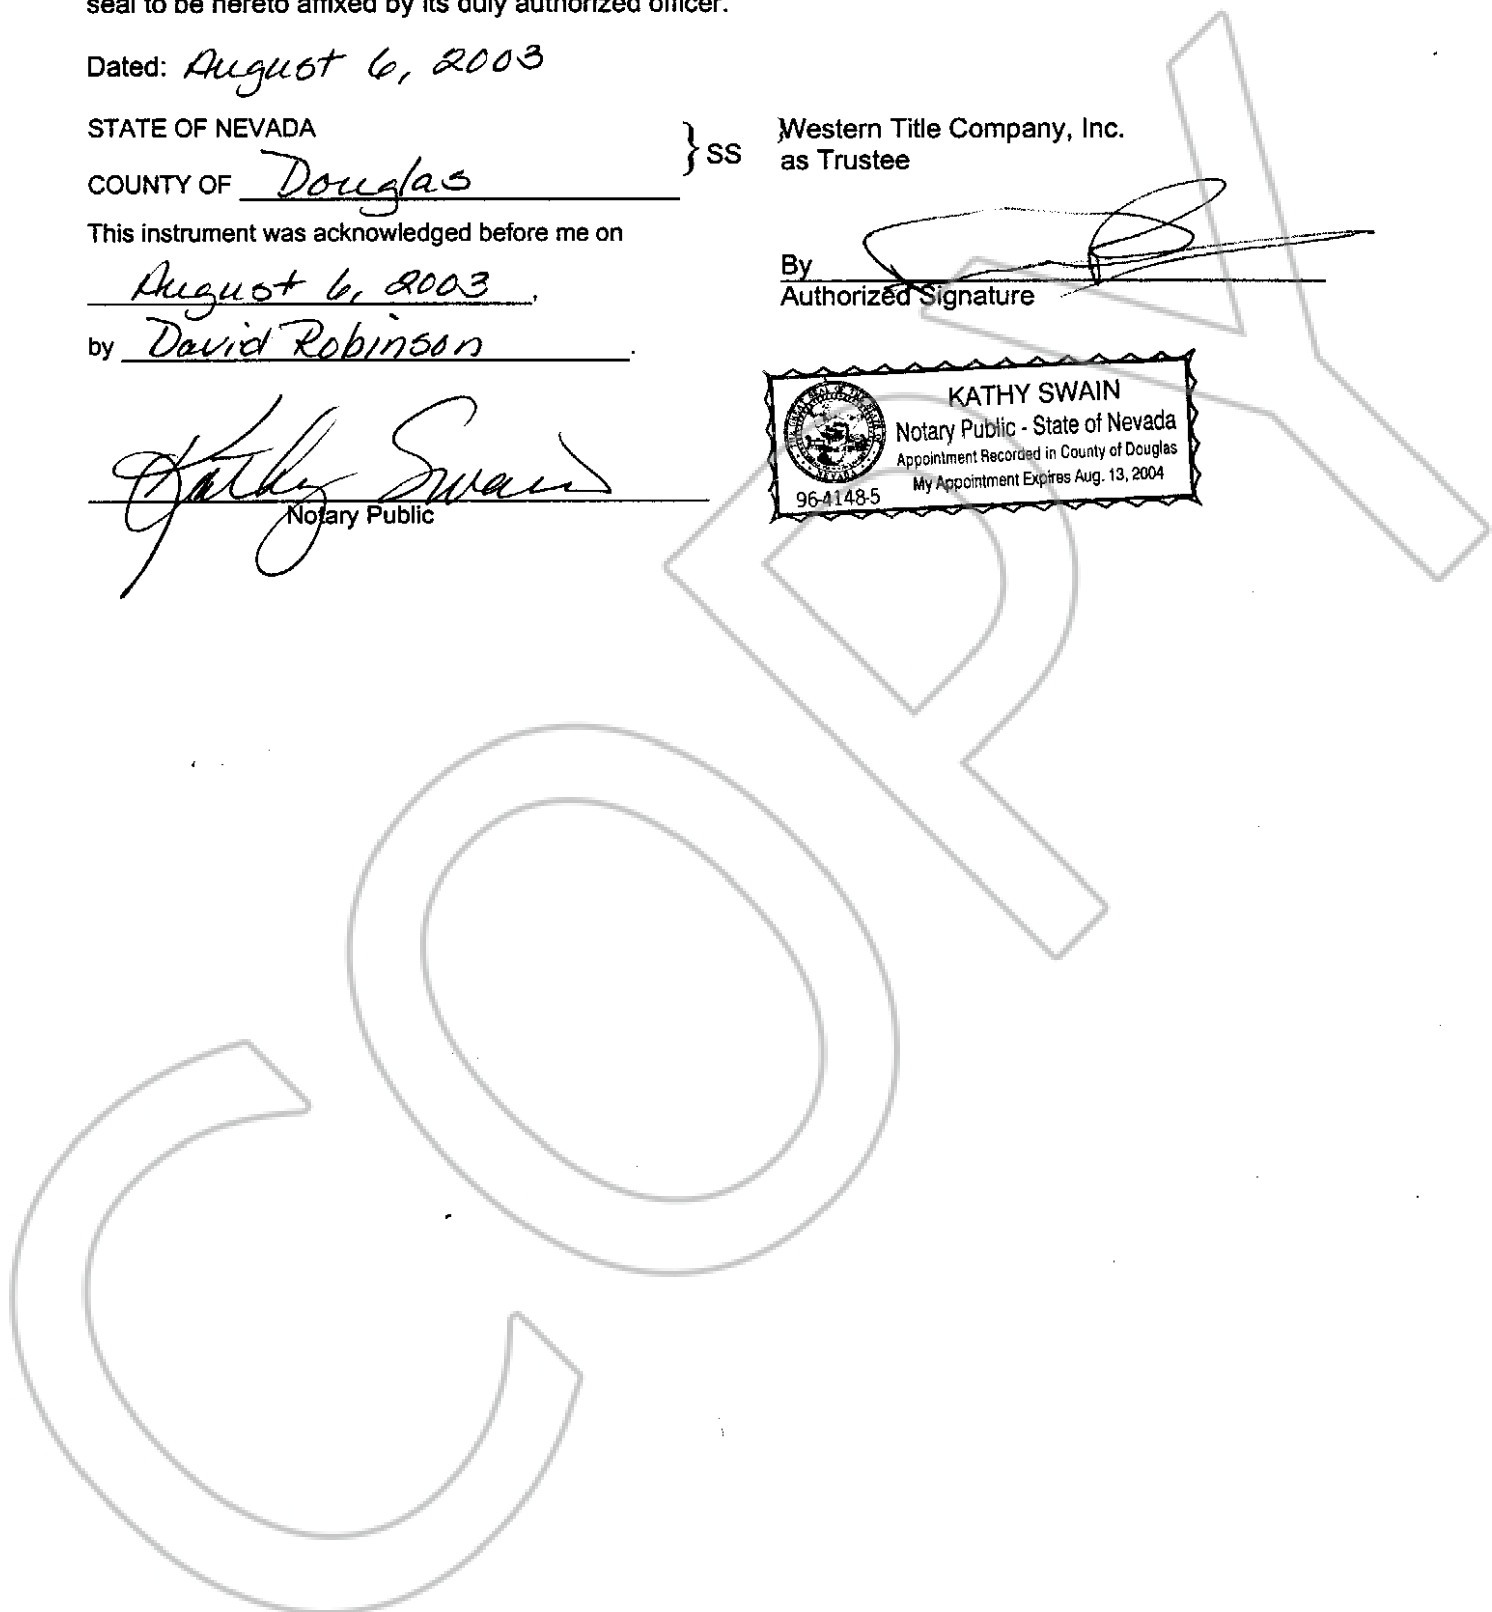 seal to be hereto affixed by its duly authorized officer.
Dated: August 6, 2003
STATE OF NEVADA
COUNTY OF Douglas
} SS
This instrument was acknowledged before me on
August 6, 2003,
by David Robinson.
Kathy Swain
Notary Public
Western Title Company, Inc.
as Trustee
By
Authorized Signature
KATHY SWAIN
Notary Public - State of Nevada
Appointment Recorded in County of Douglas
My Appointment Expires Aug. 13, 2004
96-4148-5
COPY